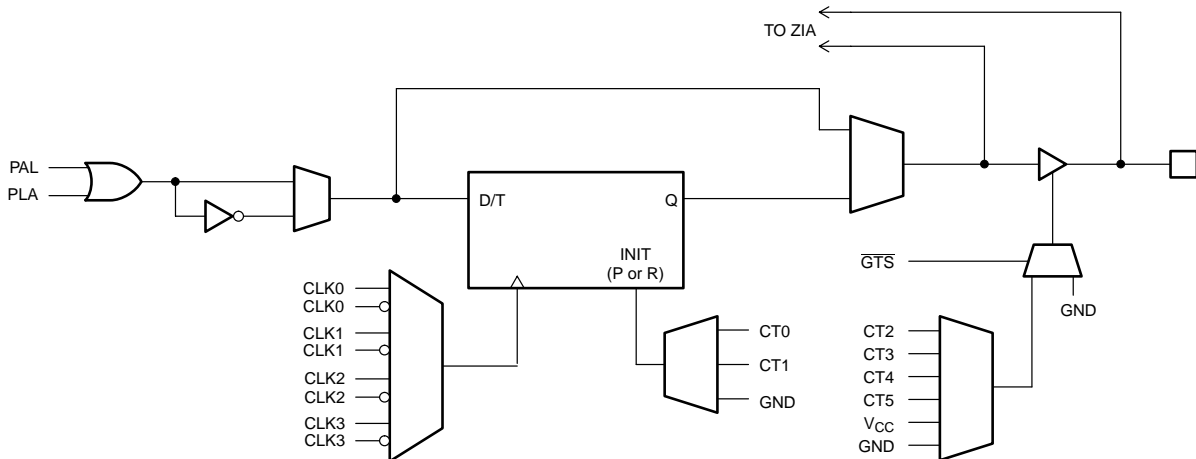 TO ZIA
PAL
PLA
D/T
Q
INIT
(P or R)
GTS
GND
CLK0
CLK0
CLK1
CLK1
CLK2
CLK2
CLK3
CLK3
CT0
CT1
GND
CT2
CT3
CT4
CT5
VCC
GND